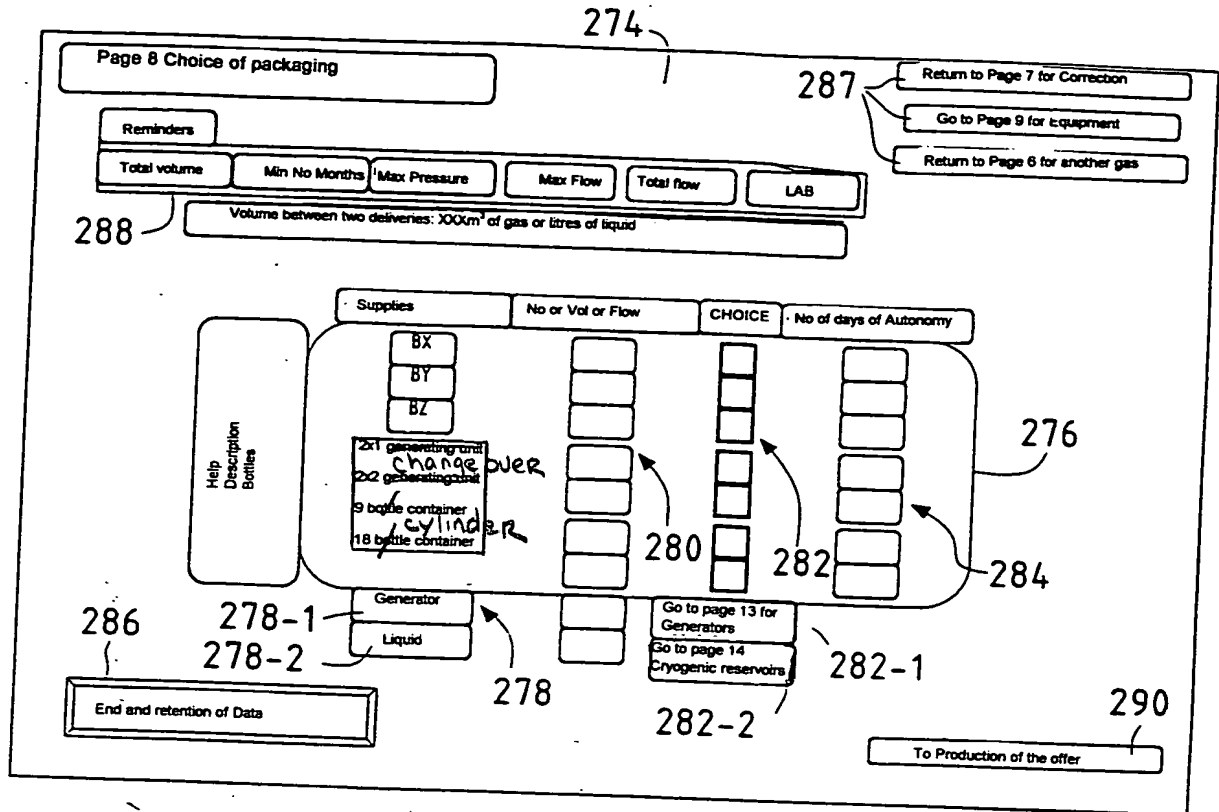 274
Page 8 Choice of packaging
287
Return to Page 7 for Correction
Go to Page 9 for Equipment
Return to Page 6 for another gas
Reminders
Total volume Min No Months Max Pressure Max Flow Total flow LAB
288
Volume between two deliveries: XXXm³ of gas or litres of liquid
Supplies No or Vol or Flow CHOICE No of days of Autonomy
Help
Description
Bottles
BX
BY
BZ
2x1 generating unit
change over
2x2 generating unit
9 bottle container
cylinder
18 bottle container
276
280
282
284
278-1
Generator
278-2
Liquid
278
Go to page 13 for
Generators
282-1
Go to page 14
Cryogenic reservoirs
282-2
286
End and retention of Data
290
To Production of the offer